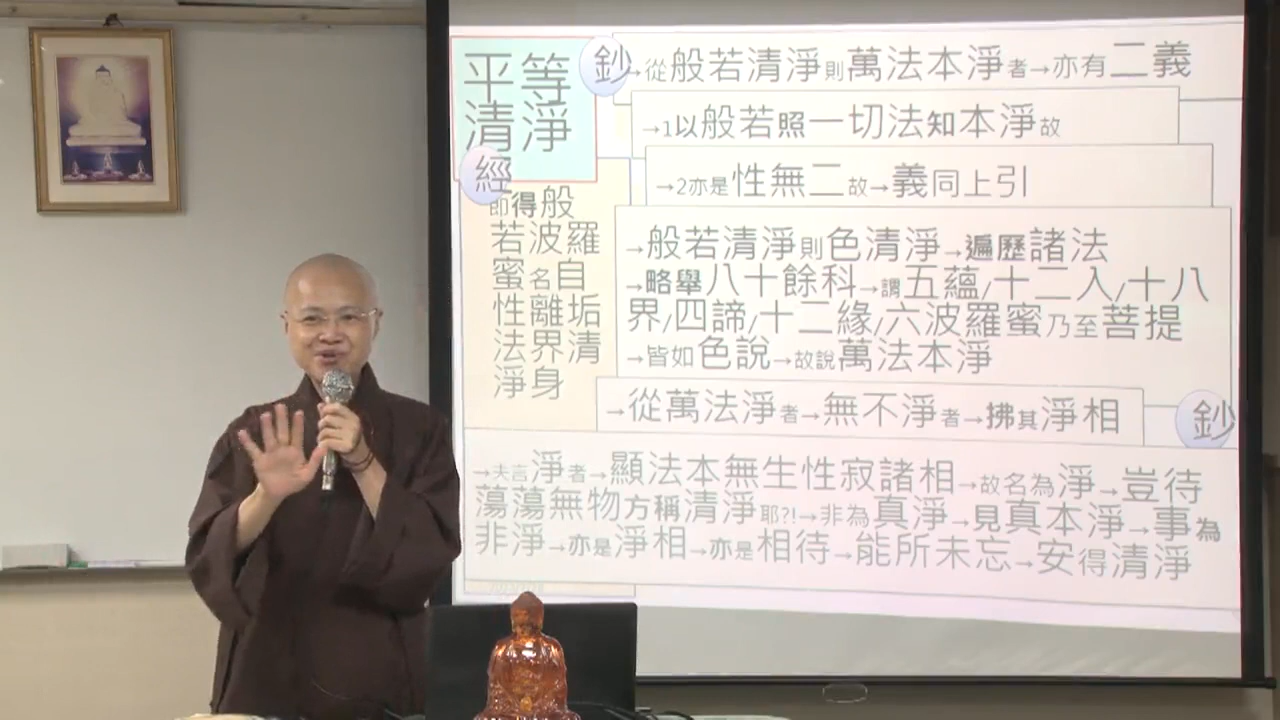 平等
清淨
經
即得般
若波羅
蜜名自
性離垢
法界清
淨身
鈔
→從般若清淨則萬法本淨者→亦有二義
→1以般若照一切法知本淨故
→2亦是性無二故→義同上引
→般若清淨則色清淨→遍歷諸法
→略舉八十餘科→謂五蘊/十二入/十八
界/四諦/十二緣/六波羅蜜乃至菩提
→皆如色說→故說萬法本淨
→從萬法淨者→無不淨者→拂其淨相
鈔
→夫言淨者→顯法本無生性寂諸相→故名為淨→豈待
蕩蕩無物方稱清淨耶?!→非為真淨→見真本淨→事為
非淨→亦是淨相→亦是相待→能所未忘→安得清淨